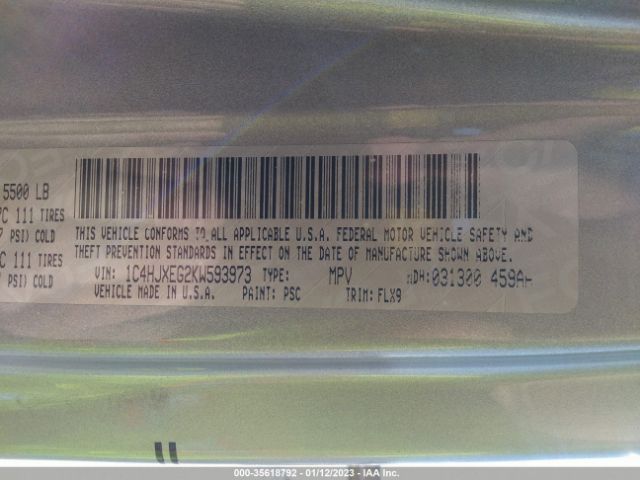 5500 LB
C 111 TIRES
PSI) COLD
C 111 TIRES
PSI) COLD
THIS VEHICLE CONFORMS TO ALL APPLICABLE U.S.A. FEDERAL MOTOR VEHICLE SAFETY AND
THEFT PREVENTION STANDARDS IN EFFECT ON THE DATE OF MANUFACTURE SHOWN ABOVE.
VIN: 1C4HJXEG2KW593973 TYPE: MPV MDH:031300 459AH
VEHICLE MADE IN U.S.A. PAINT: PSC TRIM: FLX9
000-35618792 - 01/12/2023 - IAA Inc.